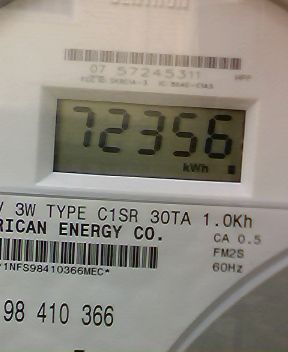 07 57245311
72356
kWh
V 3W TYPE C1SR 30TA 1.0Kh
RICAN ENERGY CO.
CA 0.5
FM2S
60Hz
*1NFS98410366MEC*
98 410 366